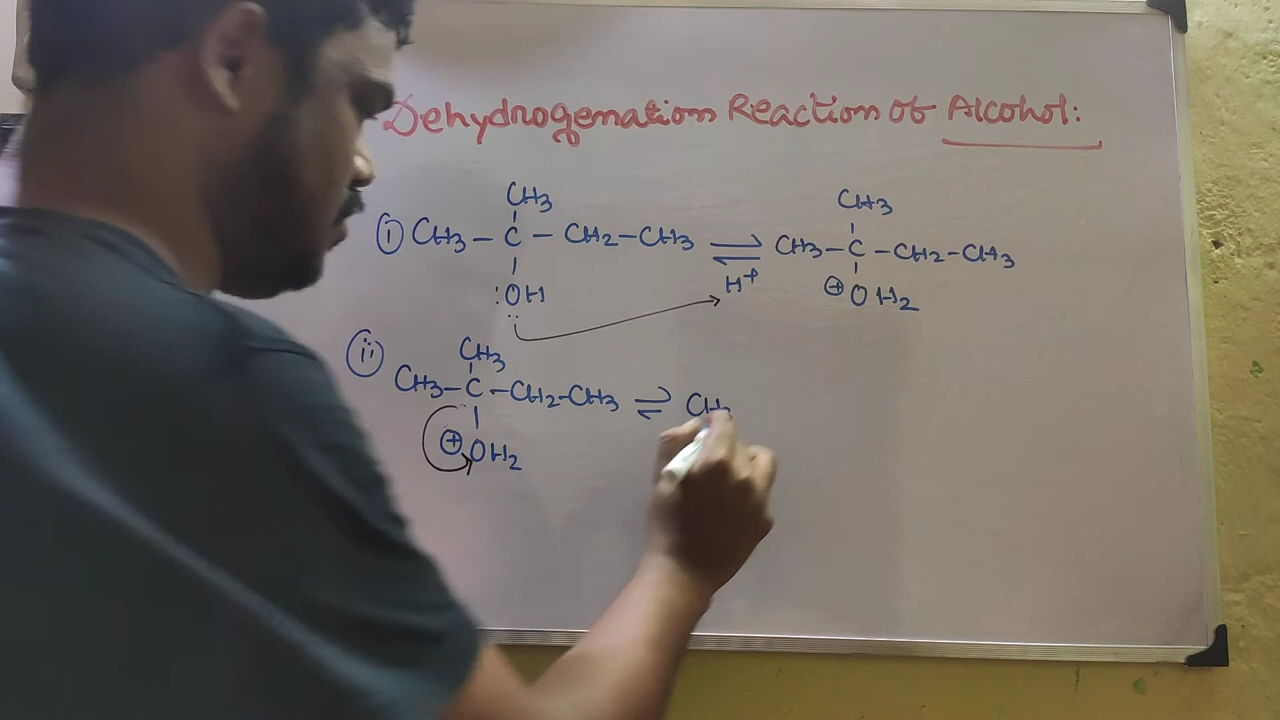 Dehydrogenation Reaction of Alcohol:
CH3
i CH3 – C – CH2 – CH3 ⇌ H+
:ÖH
CH3
CH3 – C – CH2 – CH3
⊕ OH2
ii
CH3
CH3 – C – CH2 – CH3 ⇌ CH3
⊕ OH2